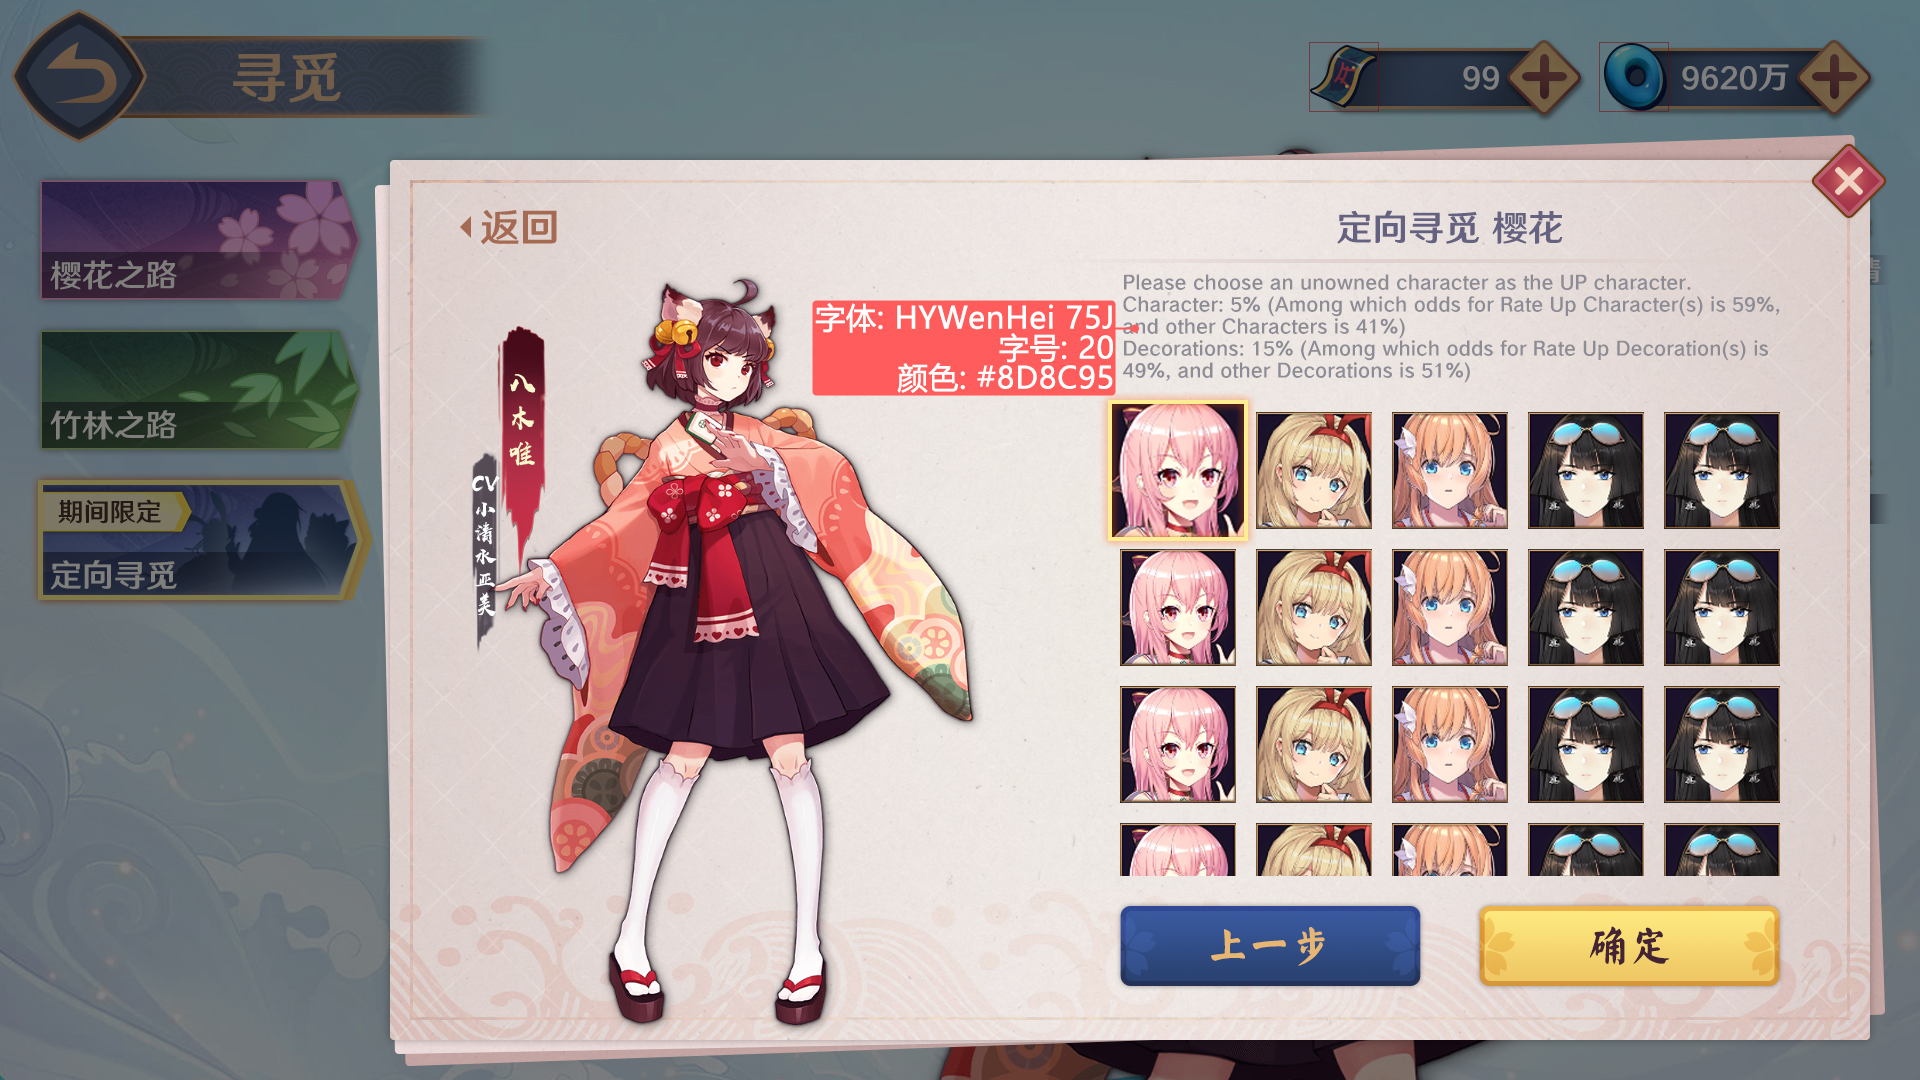 寻觅
99
9620万
樱花之路
竹林之路
期间限定
定向寻觅
返回
定向寻觅 樱花
Please choose an unowned character as the UP character.
Character: 5% (Among which odds for Rate Up Character(s) is 59%,
and other Characters is 41%)
Decorations: 15% (Among which odds for Rate Up Decoration(s) is
49%, and other Decorations is 51%)
字体: HYWenHei 75J
字号: 20
颜色: #8D8C95
八木唯
CV小清水亚美
上一步
确定